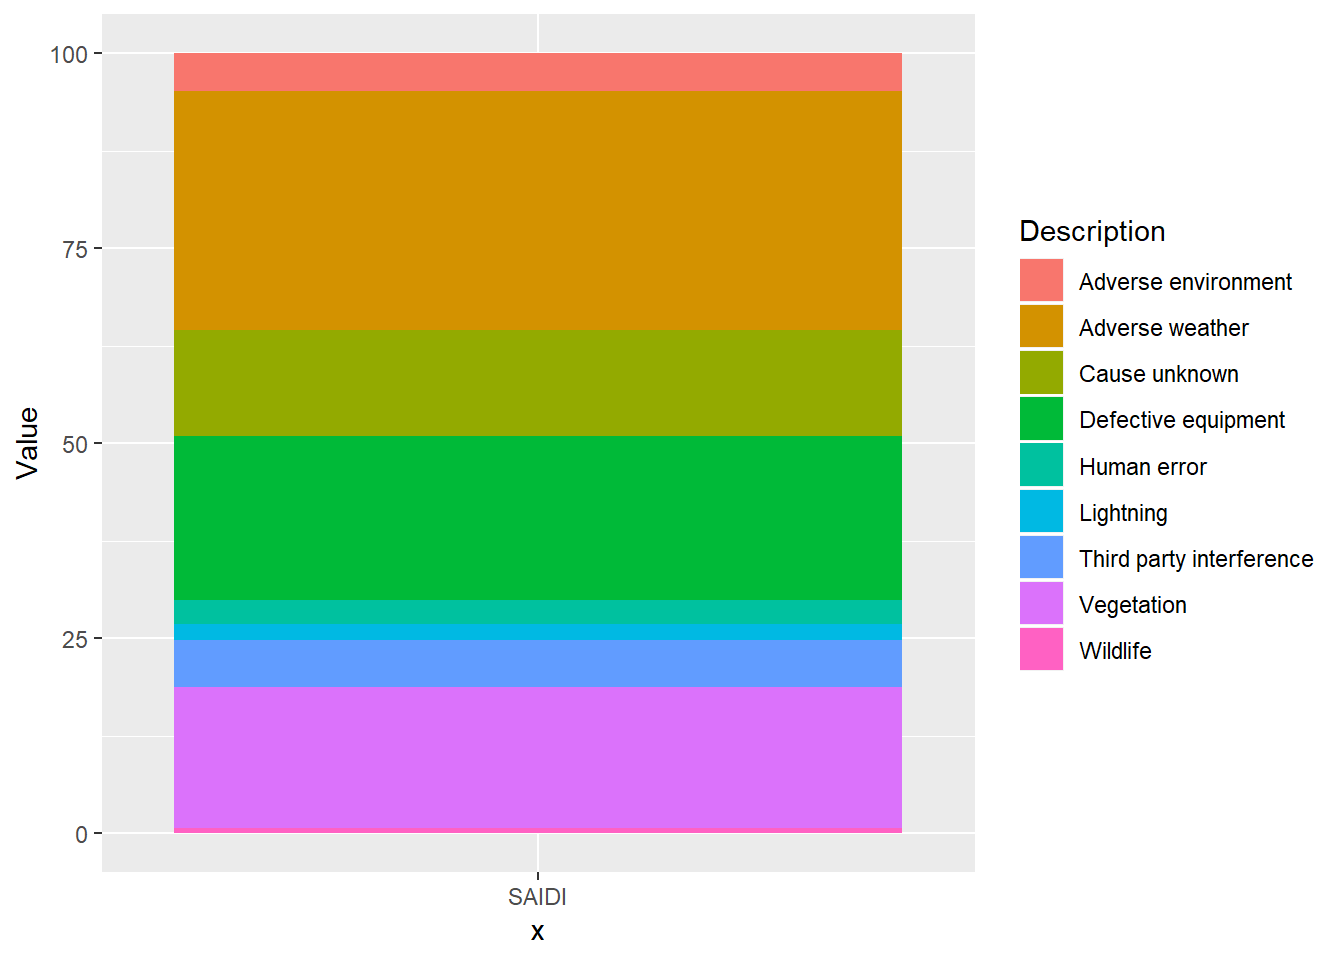 100
75
50
25
0
Value
SAIDI
x
Description
Adverse environment
Adverse weather
Cause unknown
Defective equipment
Human error
Lightning
Third party interference
Vegetation
Wildlife